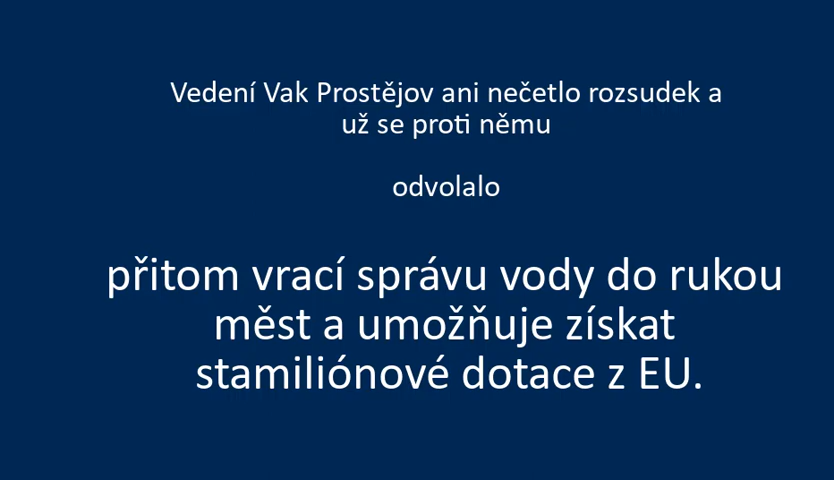 Vedení Vak Prostějov ani nečetlo rozsudek a
už se proti němu
odvolalo
přitom vrací správu vody do rukou
měst a umožňuje získat
stamiliónové dotace z EU.